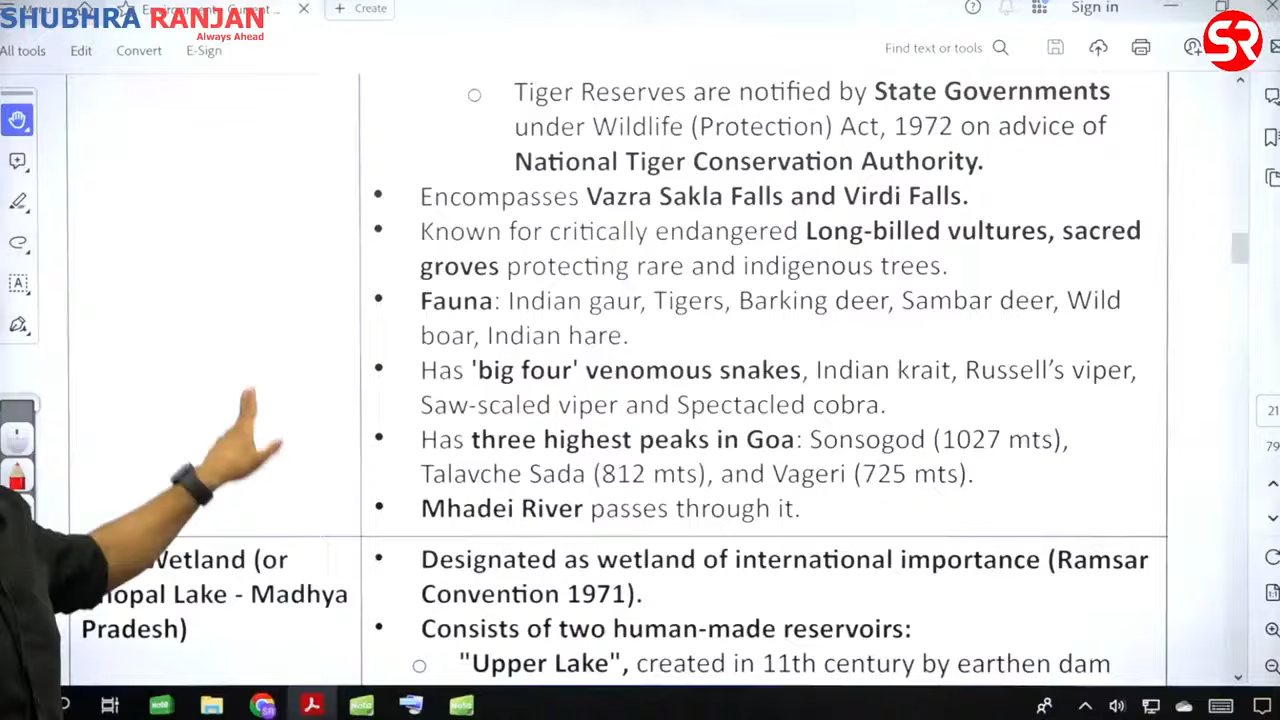 SHUBHRA RANJAN
Always Ahead
Create
Sign in
All tools
Edit
Convert
E-Sign
Find text or tools
SR
○ Tiger Reserves are notified by State Governments
under Wildlife (Protection) Act, 1972 on advice of
National Tiger Conservation Authority.
• Encompasses Vazra Sakla Falls and Virdi Falls.
• Known for critically endangered Long-billed vultures, sacred
groves protecting rare and indigenous trees.
• Fauna: Indian gaur, Tigers, Barking deer, Sambar deer, Wild
boar, Indian hare.
• Has 'big four' venomous snakes, Indian krait, Russell’s viper,
Saw-scaled viper and Spectacled cobra.
• Has three highest peaks in Goa: Sonsogod (1027 mts),
Talavche Sada (812 mts), and Vageri (725 mts).
• Mhadei River passes through it.
Wetland (or
Lake - Madhya
Pradesh)
• Designated as wetland of international importance (Ramsar
Convention 1971).
• Consists of two human-made reservoirs:
○ "Upper Lake", created in 11th century by earthen dam
21
79